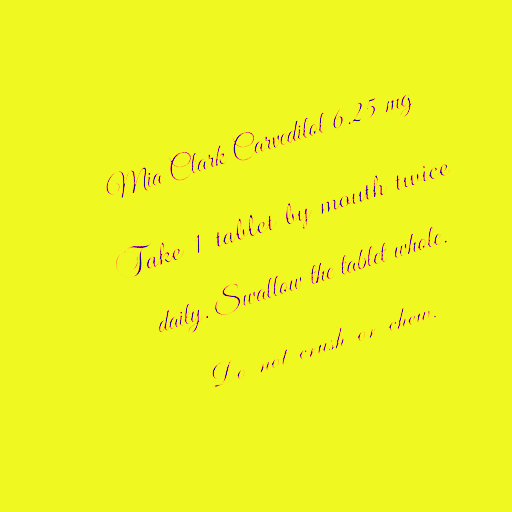 Mia Clark Carvedilol 6.25 mg
Take 1 tablet by mouth twice
daily. Swallow the tablet whole.
Do not crush or chew.